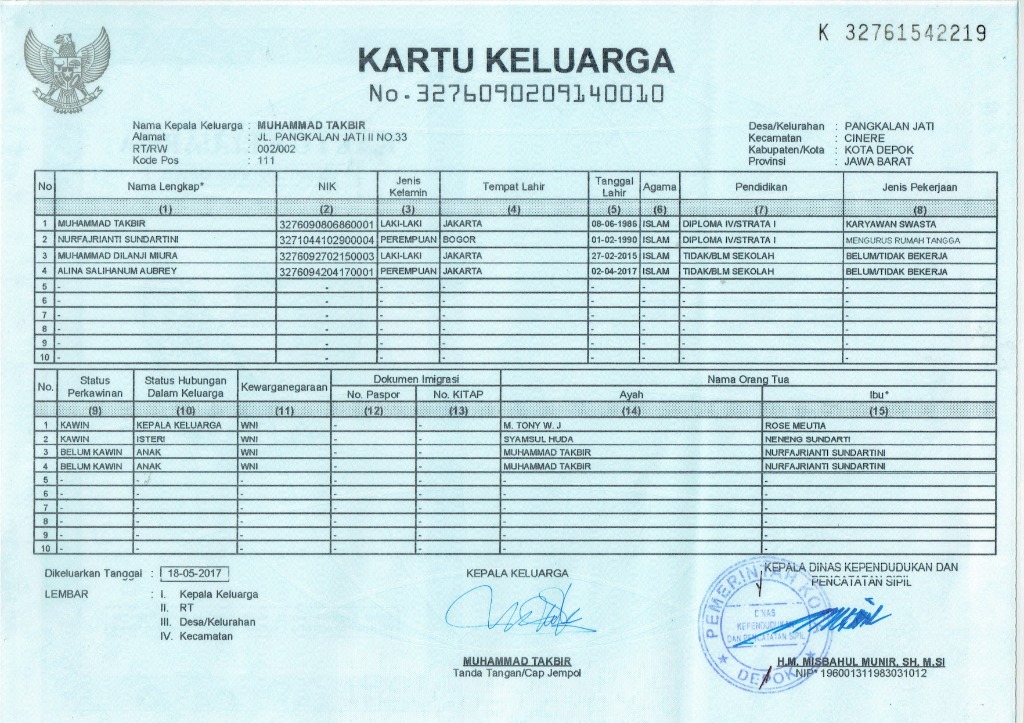 K 32761542219
KARTU KELUARGA
No. 3276090209140010
Nama Kepala Keluarga : MUHAMMAD TAKBIR
Alamat : JL. PANGKALAN JATI II NO.33
RT/RW : 002/002
Kode Pos : 111
Desa/Kelurahan : PANGKALAN JATI
Kecamatan : CINERE
Kabupaten/Kota : KOTA DEPOK
Provinsi : JAWA BARAT
No Nama Lengkap* NIK Jenis Kelamin Tempat Lahir Tanggal Lahir Agama Pendidikan Jenis Pekerjaan
(1) (2) (3) (4) (5) (6) (7) (8)
1 MUHAMMAD TAKBIR 3276090806860001 LAKI-LAKI JAKARTA 08-06-1986 ISLAM DIPLOMA IV/STRATA I KARYAWAN SWASTA
2 NURFAJRIANTI SUNDARTINI 3271044102900004 PEREMPUAN BOGOR 01-02-1990 ISLAM DIPLOMA IV/STRATA I MENGURUS RUMAH TANGGA
3 MUHAMMAD DILANJI MIURA 3276092702150003 LAKI-LAKI JAKARTA 27-02-2015 ISLAM TIDAK/BLM SEKOLAH BELUM/TIDAK BEKERJA
4 ALINA SALIHANUM AUBREY 3276094204170001 PEREMPUAN JAKARTA 02-04-2017 ISLAM TIDAK/BLM SEKOLAH BELUM/TIDAK BEKERJA
5 - - - - - - - -
6 - - - - - - - -
7 - - - - - - - -
8 - - - - - - - -
9 - - - - - - - -
10 - - - - - - - -
No. Status Perkawinan Status Hubungan Dalam Keluarga Kewarganegaraan Dokumen Imigrasi Nama Orang Tua
No. Paspor No. KITAP Ayah Ibu*
(9) (10) (11) (12) (13) (14) (15)
1 KAWIN KEPALA KELUARGA WNI - - M. TONY W. J ROSE MEUTIA
2 KAWIN ISTERI WNI - - SYAMSUL HUDA NENENG SUNDARTI
3 BELUM KAWIN ANAK WNI - - MUHAMMAD TAKBIR NURFAJRIANTI SUNDARTINI
4 BELUM KAWIN ANAK WNI - - MUHAMMAD TAKBIR NURFAJRIANTI SUNDARTINI
5 - - - - - - -
6 - - - - - - -
7 - - - - - - -
8 - - - - - - -
9 - - - - - - -
10 - - - - - - -
Dikeluarkan Tanggal : 18-05-2017
LEMBAR : I. Kepala Keluarga
II. RT
III. Desa/Kelurahan
IV. Kecamatan
KEPALA KELUARGA
MUHAMMAD TAKBIR
Tanda Tangan/Cap Jempol
KEPALA DINAS KEPENDUDUKAN DAN
PENCATATAN SIPIL
PEMERINTAH KO
DINAS
KEPENDUDUKAN
DAN PENCATATAN SIPIL
DEPOK
H.M. MISBAHUL MUNIR, SH, M.SI
NIP 196001311983031012